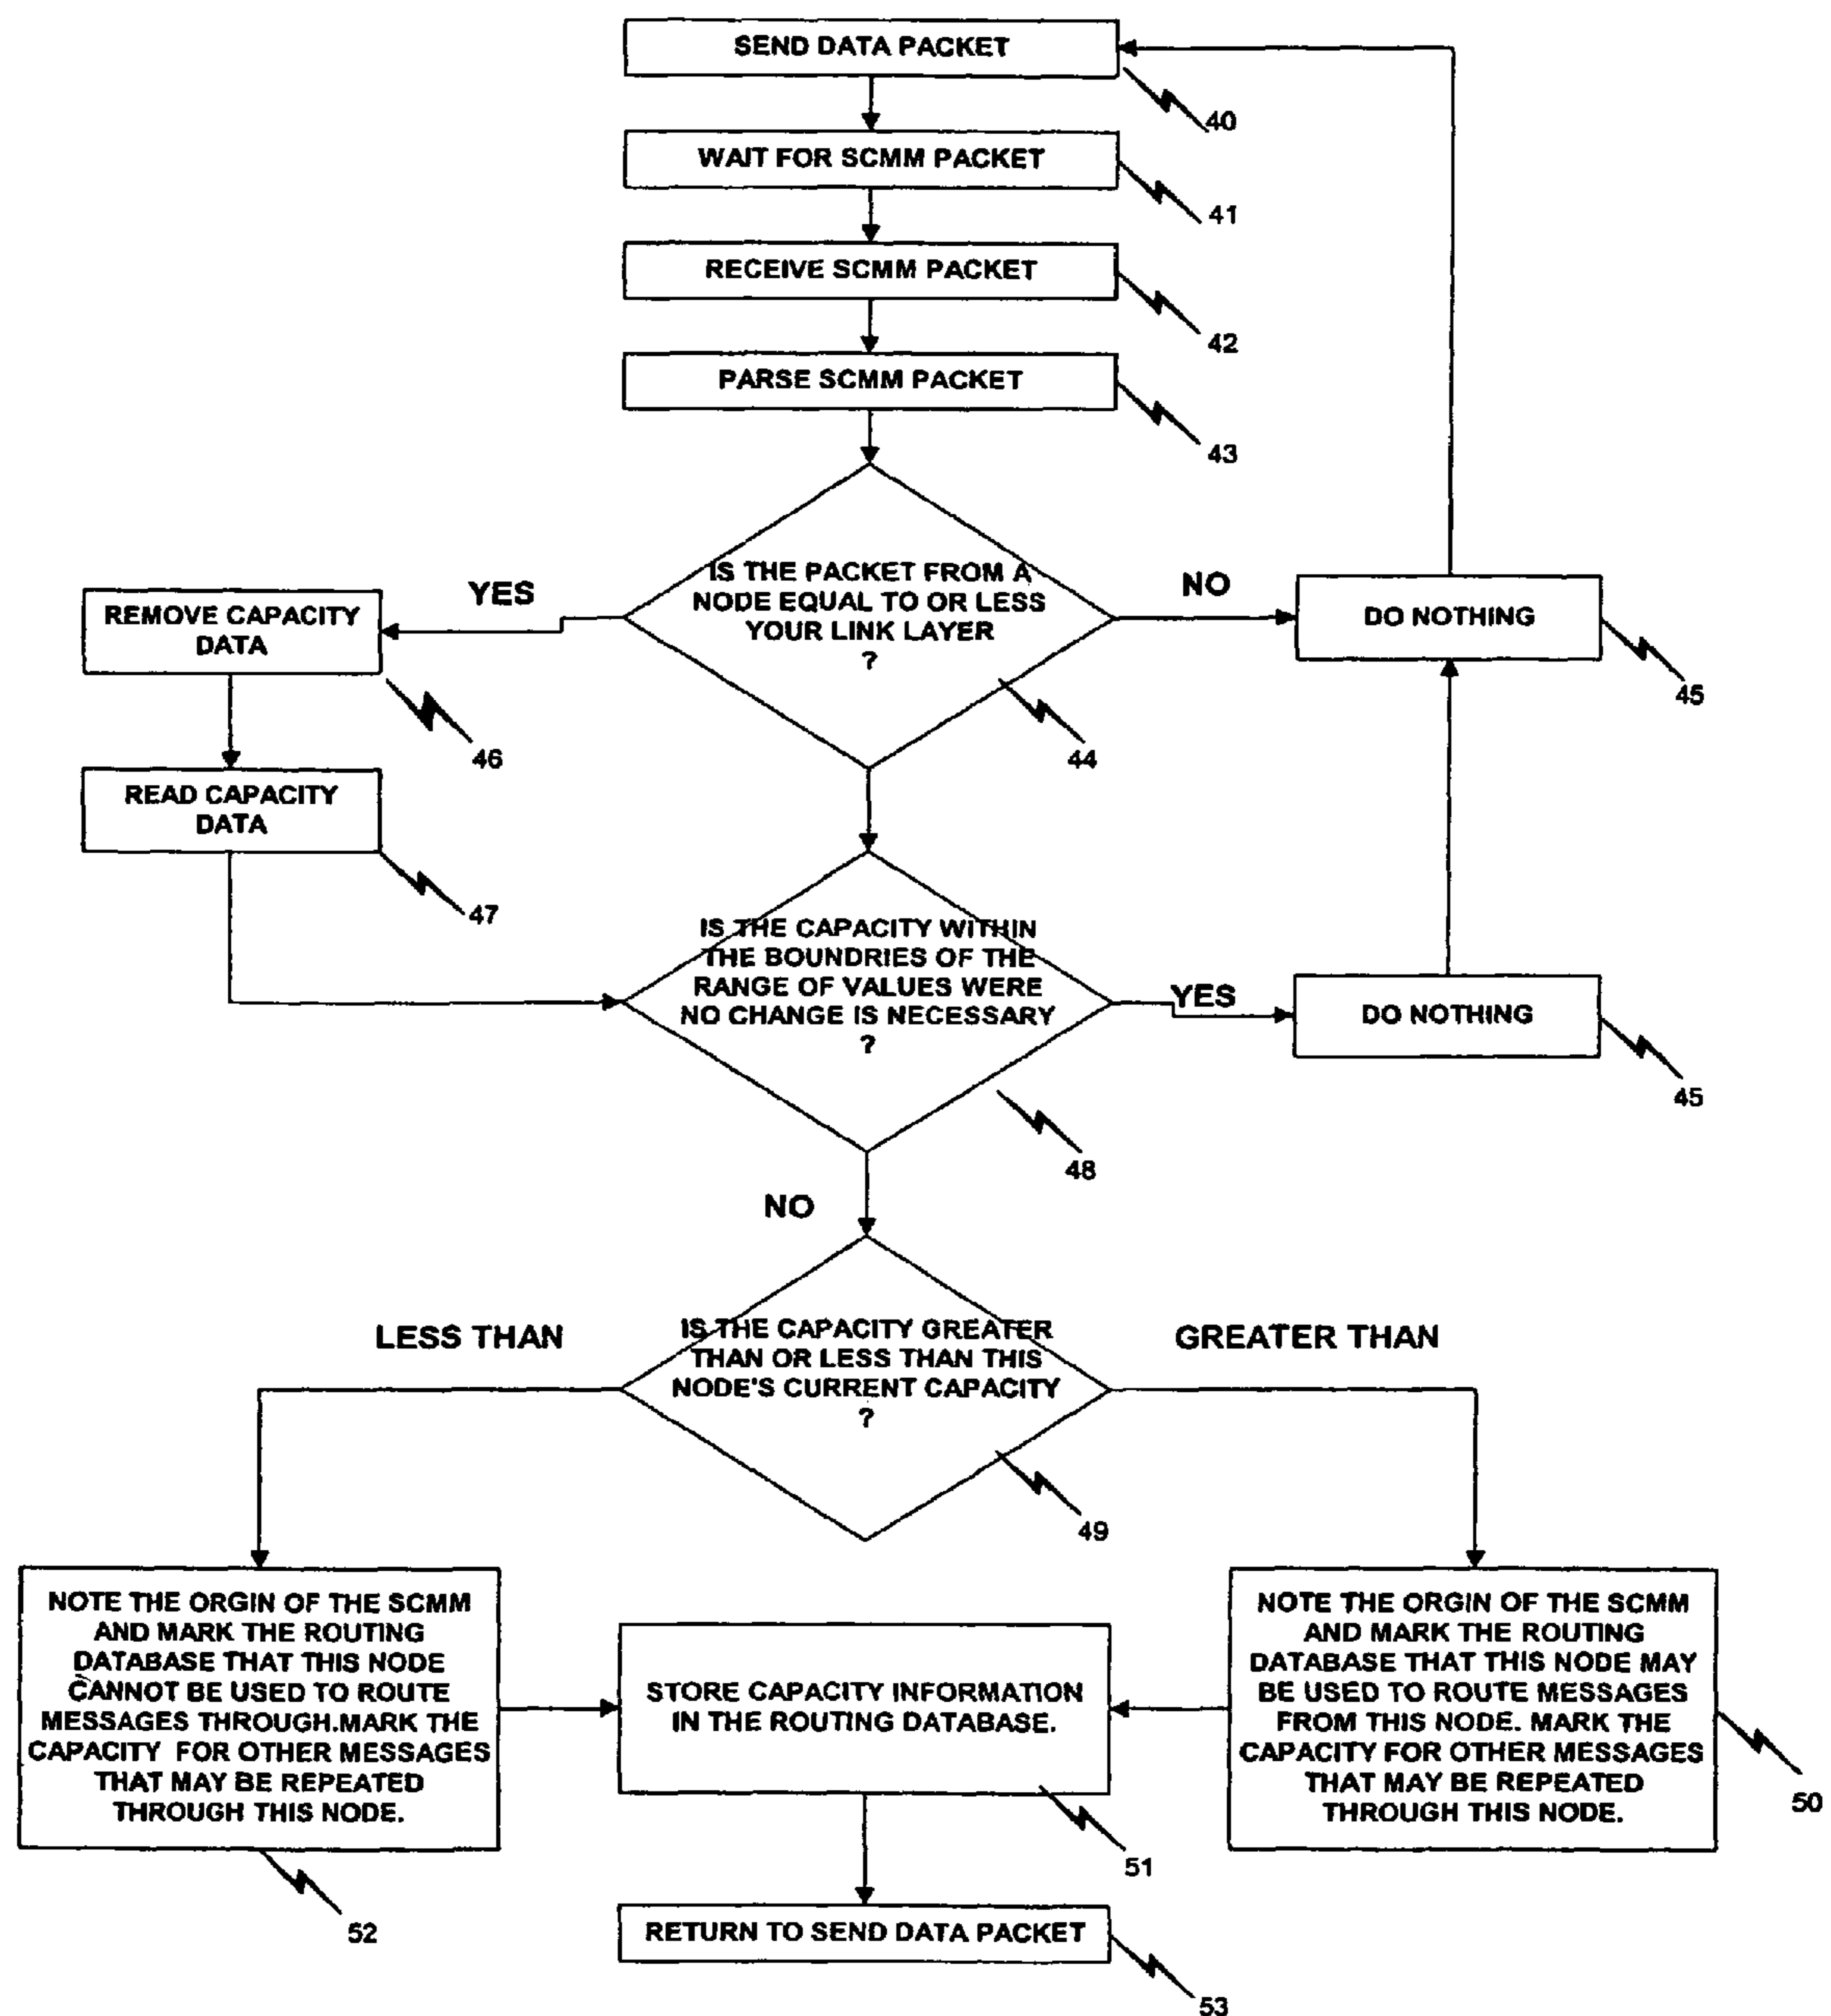 SEND DATA PACKET
40
WAIT FOR SCMM PACKET
41
RECEIVE SCMM PACKET
42
PARSE SCMM PACKET
43
IS THE PACKET FROM A
NODE EQUAL TO OR LESS
YOUR LINK LAYER
?
44
YES
NO
DO NOTHING
45
REMOVE CAPACITY
DATA
46
READ CAPACITY
DATA
47
IS THE CAPACITY WITHIN
THE BOUNDRIES OF THE
RANGE OF VALUES WERE
NO CHANGE IS NECESSARY
?
48
YES
DO NOTHING
45
NO
IS THE CAPACITY GREATER
THAN OR LESS THAN THIS
NODE'S CURRENT CAPACITY
?
49
LESS THAN
GREATER THAN
NOTE THE ORGIN OF THE SCMM
AND MARK THE ROUTING
DATABASE THAT THIS NODE
CANNOT BE USED TO ROUTE
MESSAGES THROUGH.MARK THE
CAPACITY FOR OTHER MESSAGES
THAT MAY BE REPEATED
THROUGH THIS NODE.
52
STORE CAPACITY INFORMATION
IN THE ROUTING DATABASE.
51
NOTE THE ORGIN OF THE SCMM
AND MARK THE ROUTING
DATABASE THAT THIS NODE MAY
BE USED TO ROUTE MESSAGES
FROM THIS NODE. MARK THE
CAPACITY FOR OTHER MESSAGES
THAT MAY BE REPEATED
THROUGH THIS NODE.
50
RETURN TO SEND DATA PACKET
53